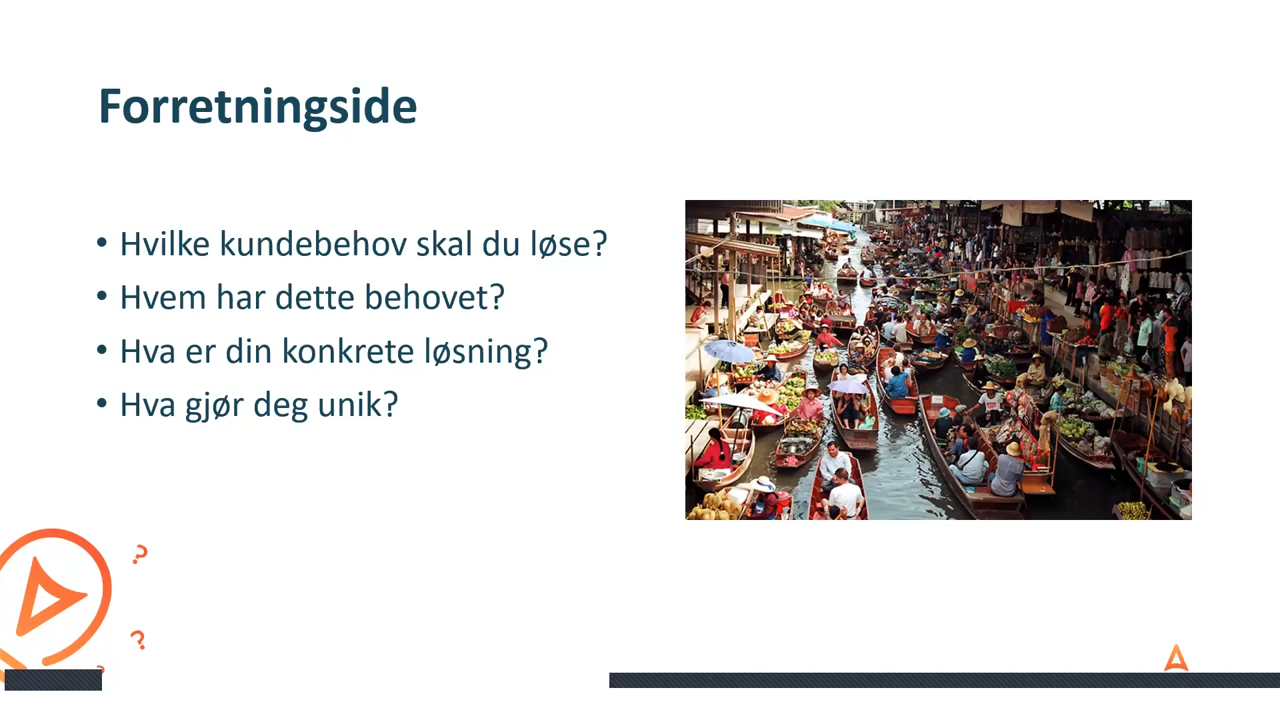 Forretningside
• Hvilke kundebehov skal du løse?
• Hvem har dette behovet?
• Hva er din konkrete løsning?
• Hva gjør deg unik?
?
?
?